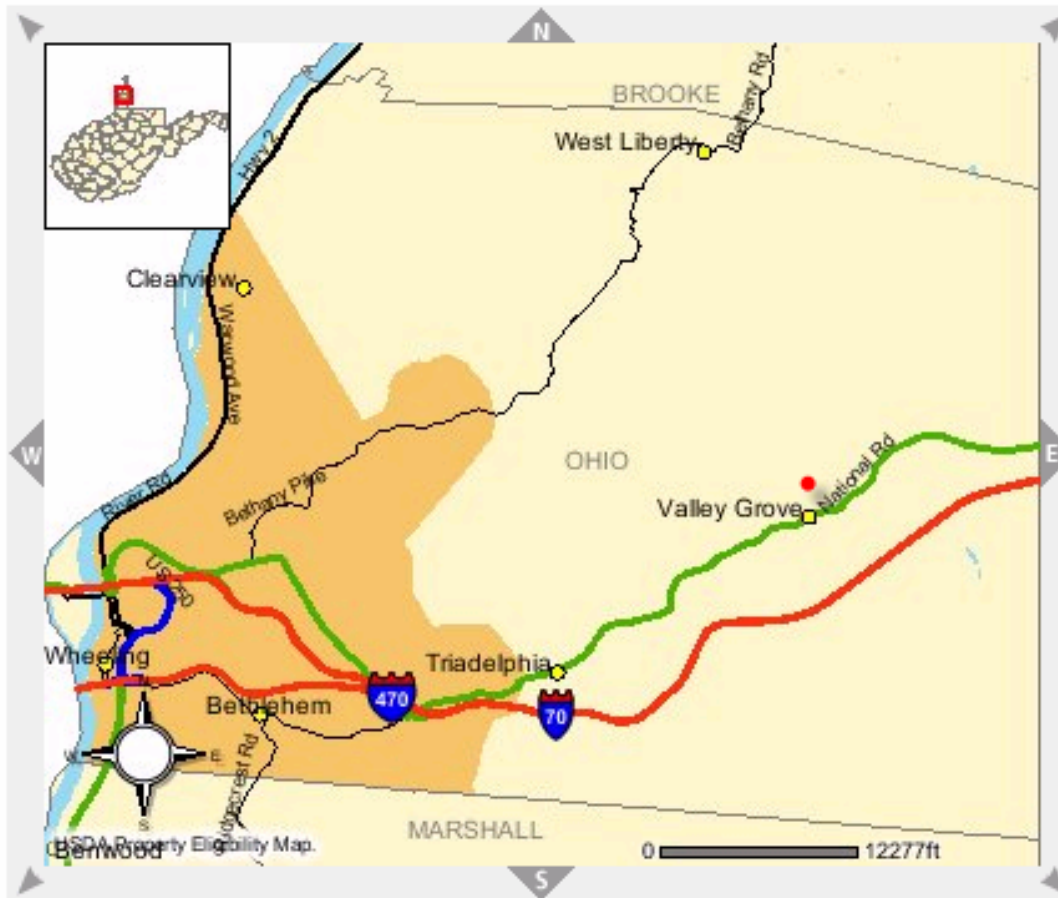 N
BROOKE
Bethany Rd
West Liberty
Hwy 2
Clearview
Warwood Ave
W
E
OHIO
National Rd
River Rd
Bethany Pike
Valley Grove
US 250
Wheeling
Triadelphia
470
70
Bethlehem
W
E
S
MARSHALL
USDA Property Eligibility Map.
Benwood
0 12277ft
S